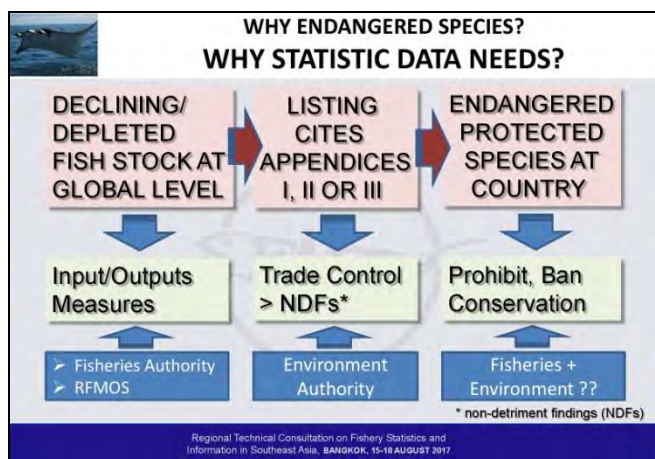 WHY ENDANGERED SPECIES?
WHY STATISTIC DATA NEEDS?
DECLINING/
DEPLETED
FISH STOCK AT
GLOBAL LEVEL
LISTING
CITES
APPENDICES
I, II OR III
ENDANGERED
PROTECTED
SPECIES AT
COUNTRY
Input/Outputs
Measures
Trade Control
> NDFs*
Prohibit, Ban
Conservation
➢ Fisheries Authority
➢ RFMOS
Environment
Authority
Fisheries +
Environment ??
* non-detriment findings (NDFs)
Regional Technical Consultation on Fishery Statistics and
Information in Southeast Asia, BANGKOK, 15-18 AUGUST 2017